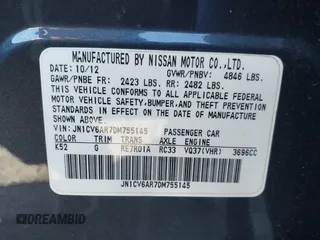 MANUFACTURED BY NISSAN MOTOR CO.,LTD.
DATE: 10/12 GVWR/PNBV: 4846 LBS.
GAWR/PNBE FR: 2423 LBS. RR: 2482 LBS.
THIS VEHICLE CONFORMS TO ALL APPLICABLE FEDERAL
MOTOR VEHICLE SAFETY,BUMPER,AND THEFT PREVENTION
STANDARDS IN EFFECT ON THE DATE OF MANUFACTURE
SHOWN ABOVE.
VIN: JN1CV6AR7DM755145 PASSENGER CAR
COLOR TRIM TRANS AXLE ENGINE
K52 G RE7R01A RC33 VQ37(VHR) 3696CC
JN1CV6AR7DM755145
© DREAMBID
dreambid.com